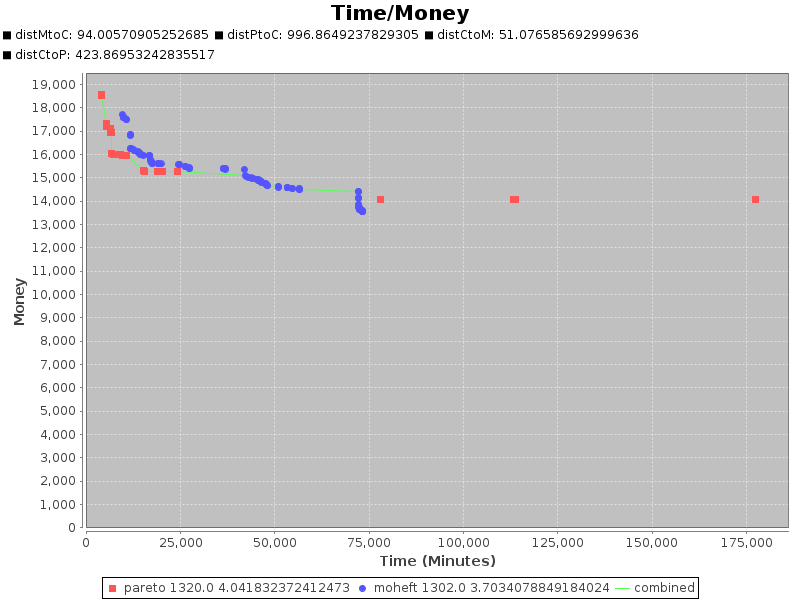 Time/Money
distMtoC: 94.00570905252685 distPtoC: 996.8649237829305 distCtoM: 51.076585692999636
distCtoP: 423.86953242835517
19,000
18,000
17,000
16,000
15,000
14,000
13,000
12,000
11,000
10,000
9,000
8,000
7,000
6,000
5,000
4,000
3,000
2,000
1,000
0
Money
0 25,000 50,000 75,000 100,000 125,000 150,000 175,000
Time (Minutes)
pareto 1320.0 4.041832372412473 moheft 1302.0 3.7034078849184024 combined